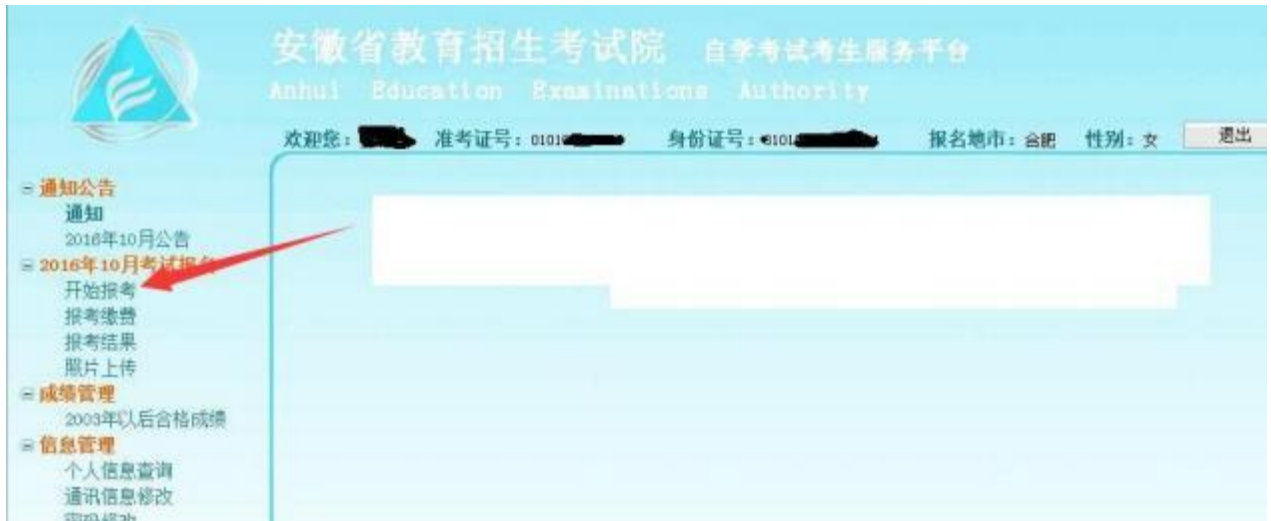 安徽省教育招生考试院 自学考试考生服务平台
Anhui Education Examinations Authority
欢迎您： 准考证号：0101 身份证号： 报名地市：合肥 性别：女 退出
通知公告
通知
2016年10月公告
2016年10月考试报名
开始报考
报考缴费
报考结果
照片上传
成绩管理
2003年以后合格成绩
信息管理
个人信息查询
通讯信息修改
密码修改